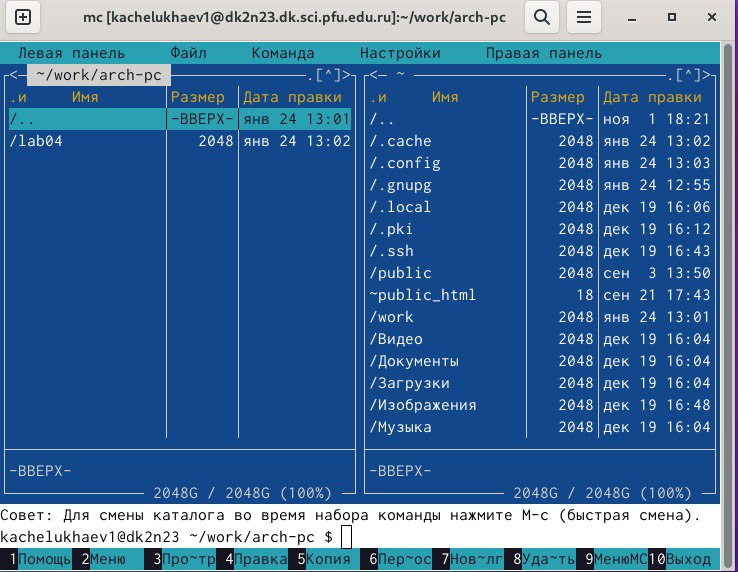 mc [kachelukhaev1@dk2n23.dk.sci.pfu.edu.ru]:~/work/arch-pc
Левая панель Файл Команда Настройки Правая панель
<— ~/work/arch-pc .[^]> <— ~ .[^]>
.и Имя Размер Дата правки .и Имя Размер Дата правки
/.. -ВВЕРХ- янв 24 13:01 /.. -ВВЕРХ- ноя 1 18:21
/lab04 2048 янв 24 13:02 /.cache 2048 янв 24 13:02
/.config 2048 янв 24 13:03
/.gnupg 2048 янв 24 12:55
/.local 2048 дек 19 16:06
/.pki 2048 дек 19 16:12
/.ssh 2048 дек 19 16:43
/public 2048 сен 3 13:50
~public_html 18 сен 21 17:43
/work 2048 янв 24 13:01
/Видео 2048 дек 19 16:04
/Документы 2048 дек 19 16:04
/Загрузки 2048 дек 19 16:04
/Изображения 2048 дек 19 16:48
/Музыка 2048 дек 19 16:04
-ВВЕРХ- -ВВЕРХ-
2048G / 2048G (100%) 2048G / 2048G (100%)
Совет: Для смены каталога во время набора команды нажмите M-c (быстрая смена).
kachelukhaev1@dk2n23 ~/work/arch-pc $
1Помощь 2Меню 3Про~тр 4Правка 5Копия 6Пер~ос 7Нов~лг 8Уда~ть 9МенюMC 10Выход